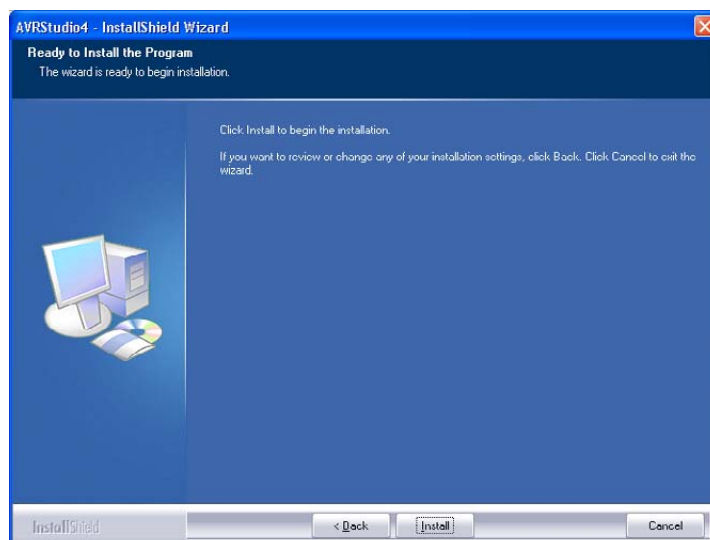 AVRStudio4 - InstallShield Wizard
Ready to Install the Program
The wizard is ready to begin installation.
Click Install to begin the installation.
If you want to review or change any of your installation settings, click Back. Click Cancel to exit the
wizard.
InstallShield
< Back
Install
Cancel